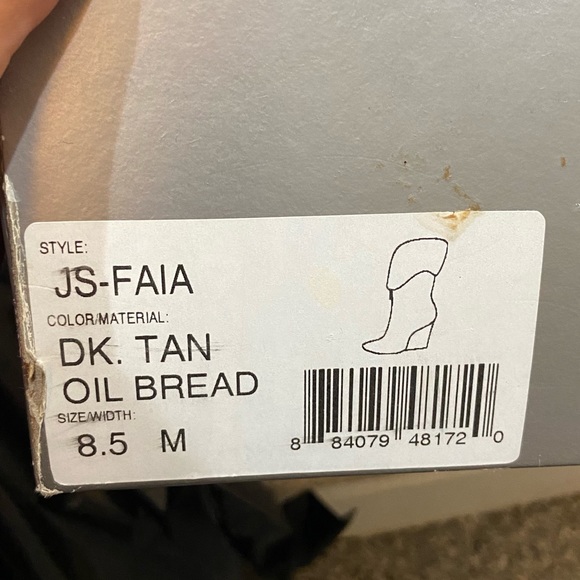 STYLE:
JS-FAIA
COLOR/MATERIAL:
DK. TAN
OIL BREAD
SIZE/WIDTH:
8.5 M
8 84079 48172 0